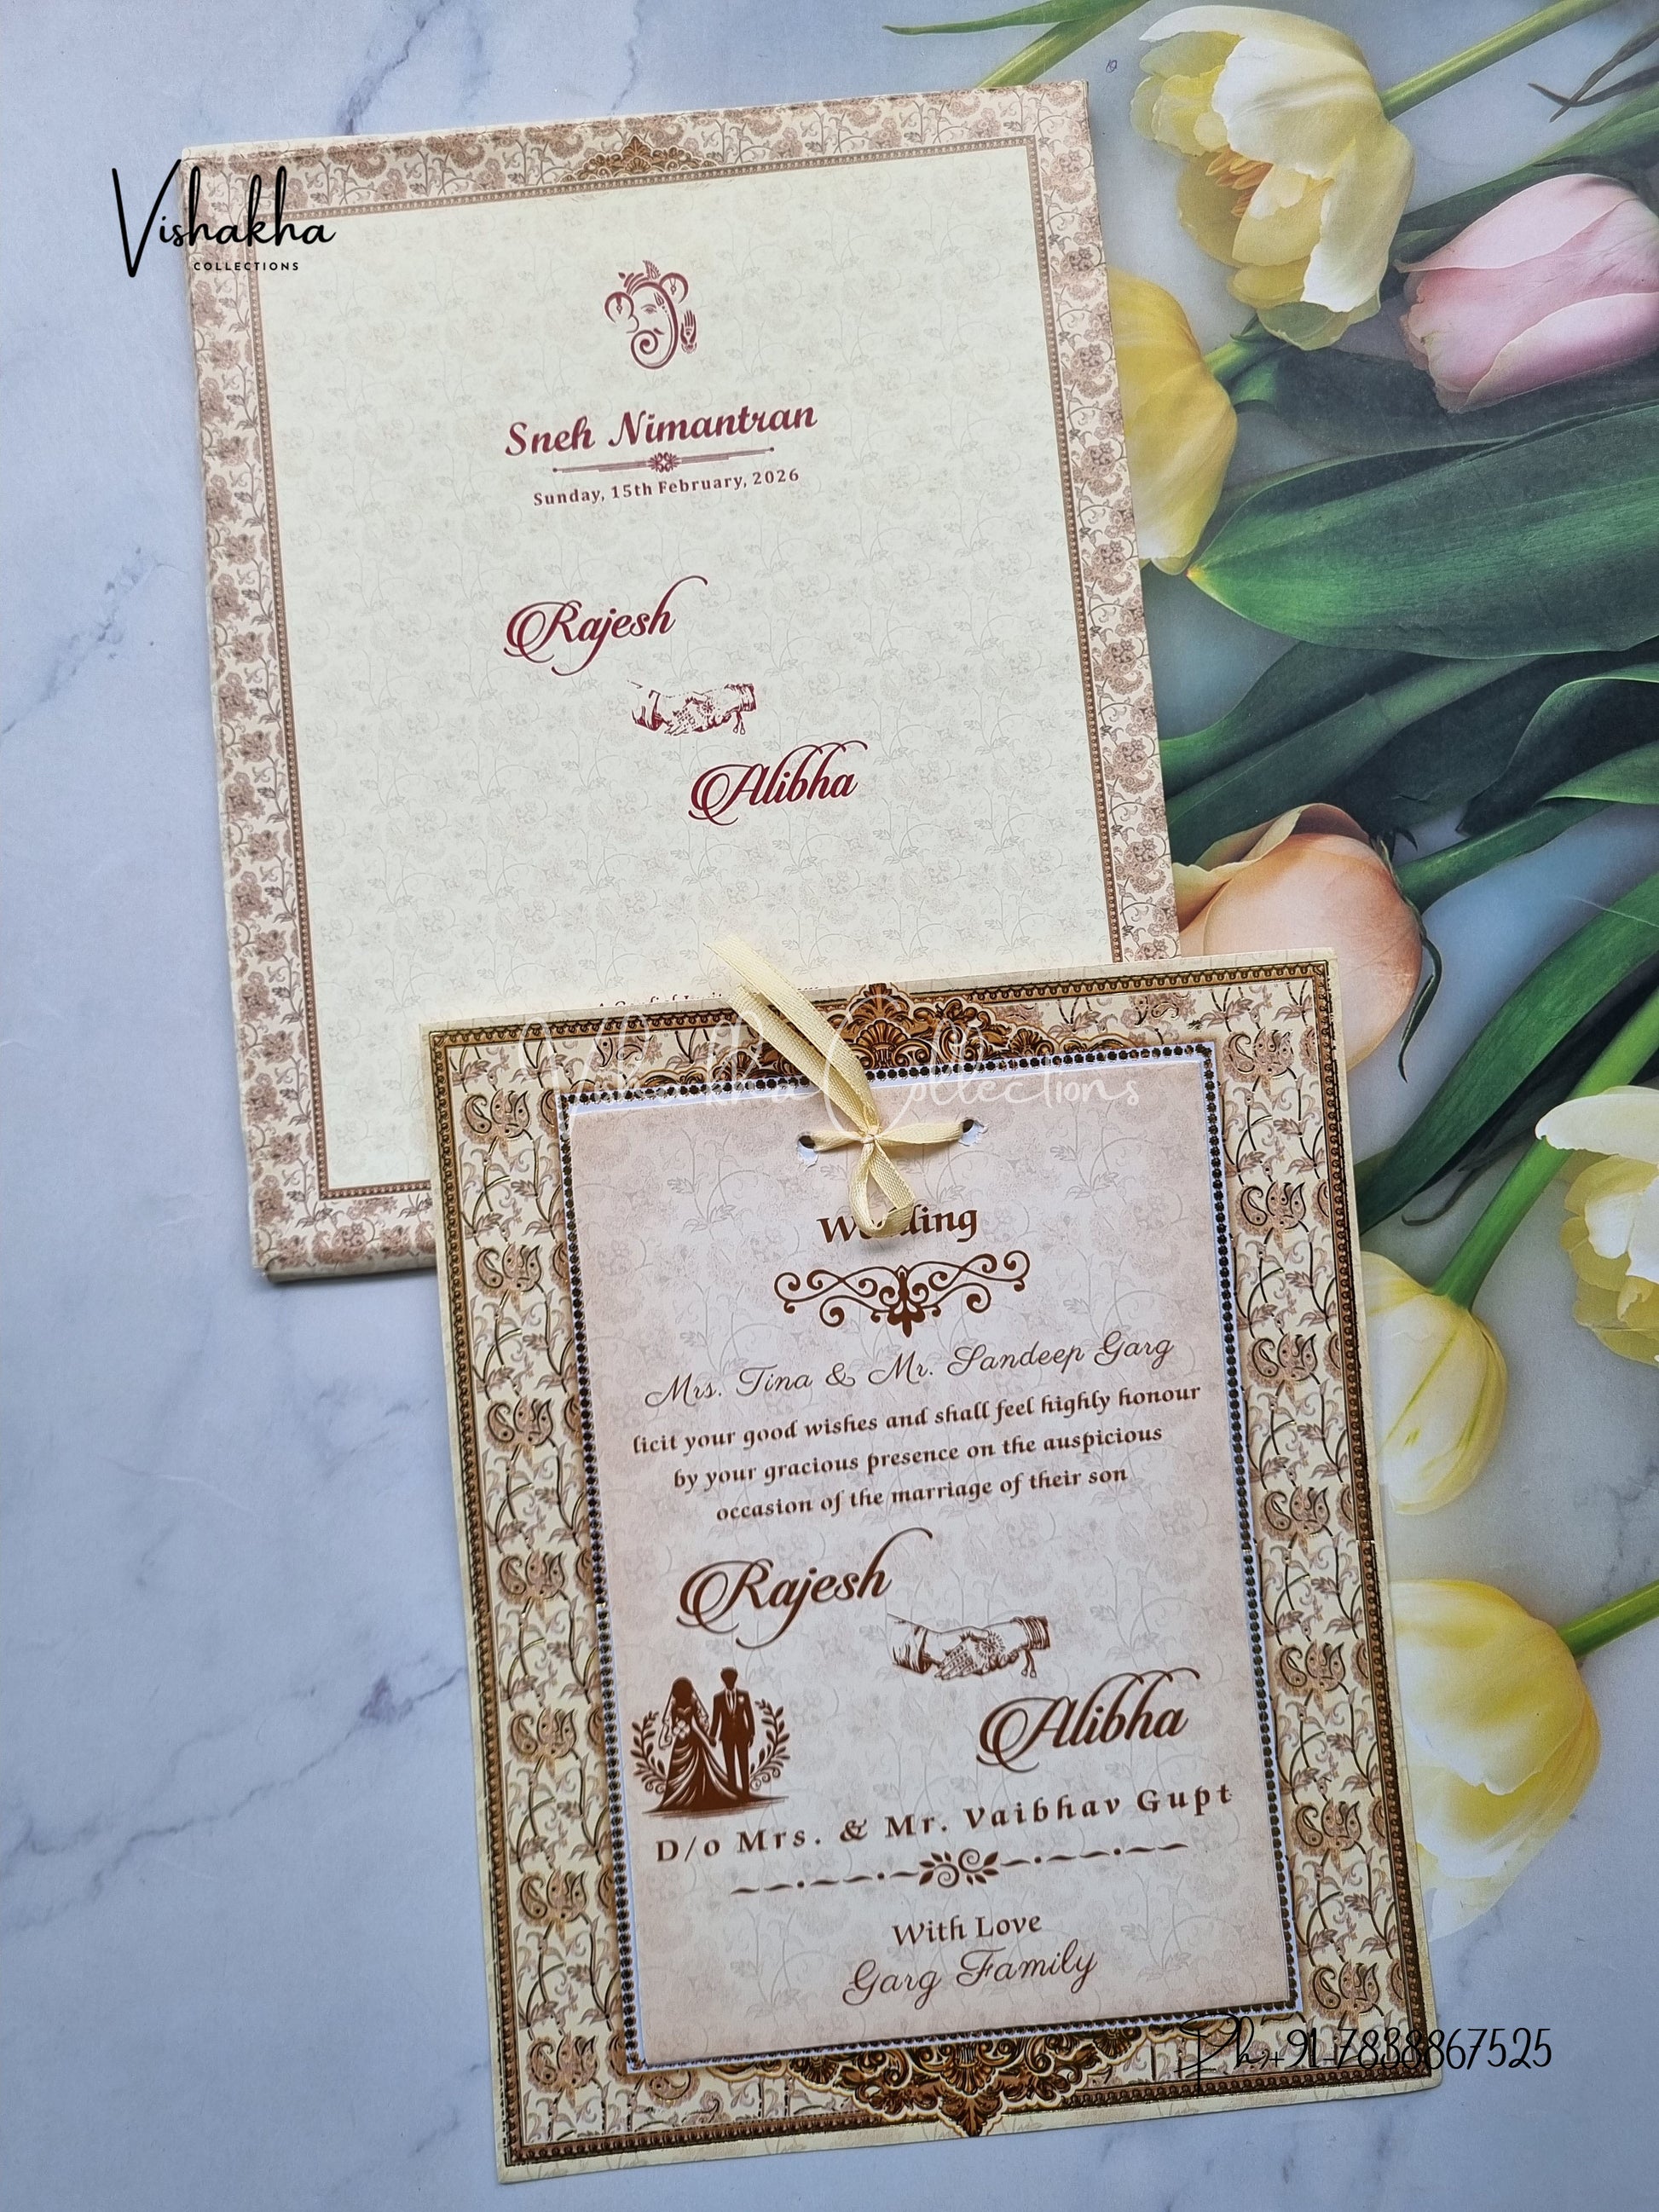 Vishakha
COLLECTIONS
Sneh Nimantran
Sunday, 15th February, 2026
Rajesh
Alibha
Vishakha Collections
Wedding
Mrs. Tina & Mr. Sandeep Garg
licit your good wishes and shall feel highly honour
by your gracious presence on the auspicious
occasion of the marriage of their son
Rajesh
Alibha
D/o Mrs. & Mr. Vaibhav Gupt
With Love
Garg Family
Ph:+91-7838867525